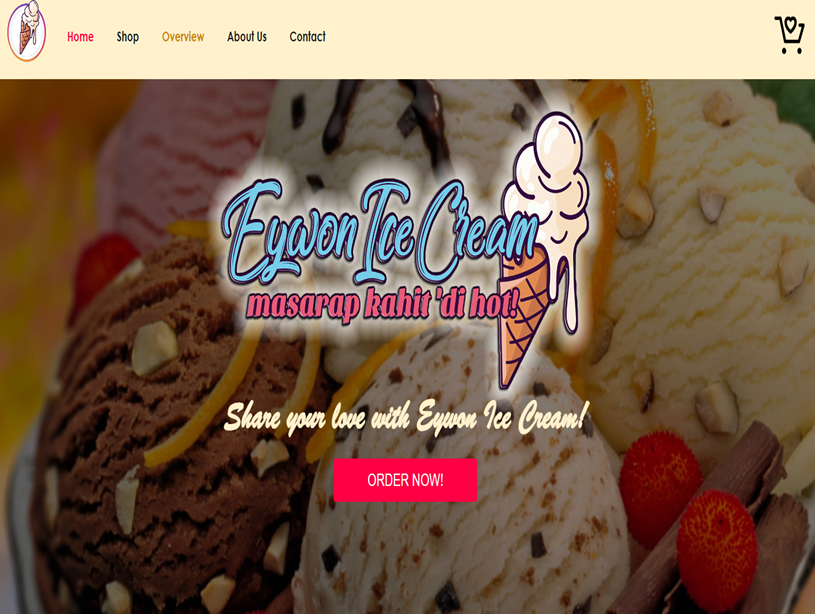 Home Shop Overview About Us Contact
Eywon Ice Cream
masarap kahit 'di hot!
Share your love with Eywon Ice Cream!
ORDER NOW!